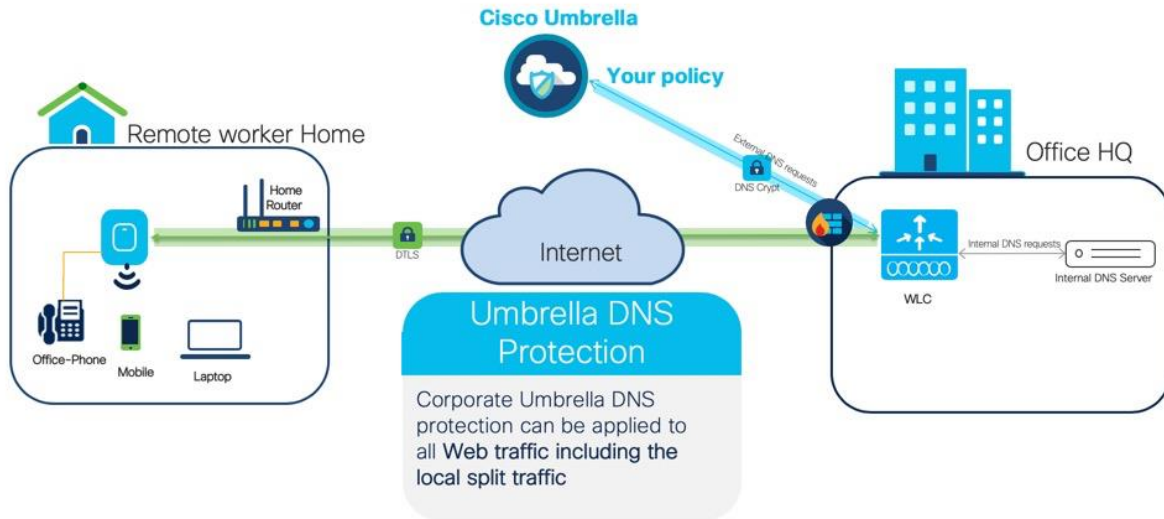 Cisco Umbrella
Your policy
Remote worker Home
Office HQ
External DNS requests
DNS Crypt
Home
Router
DTLS
Internet
Internal DNS requests
Internal DNS Server
WLC
Office-Phone
Mobile
Laptop
Umbrella DNS
Protection
Corporate Umbrella DNS
protection can be applied to
all Web traffic including the
local split traffic